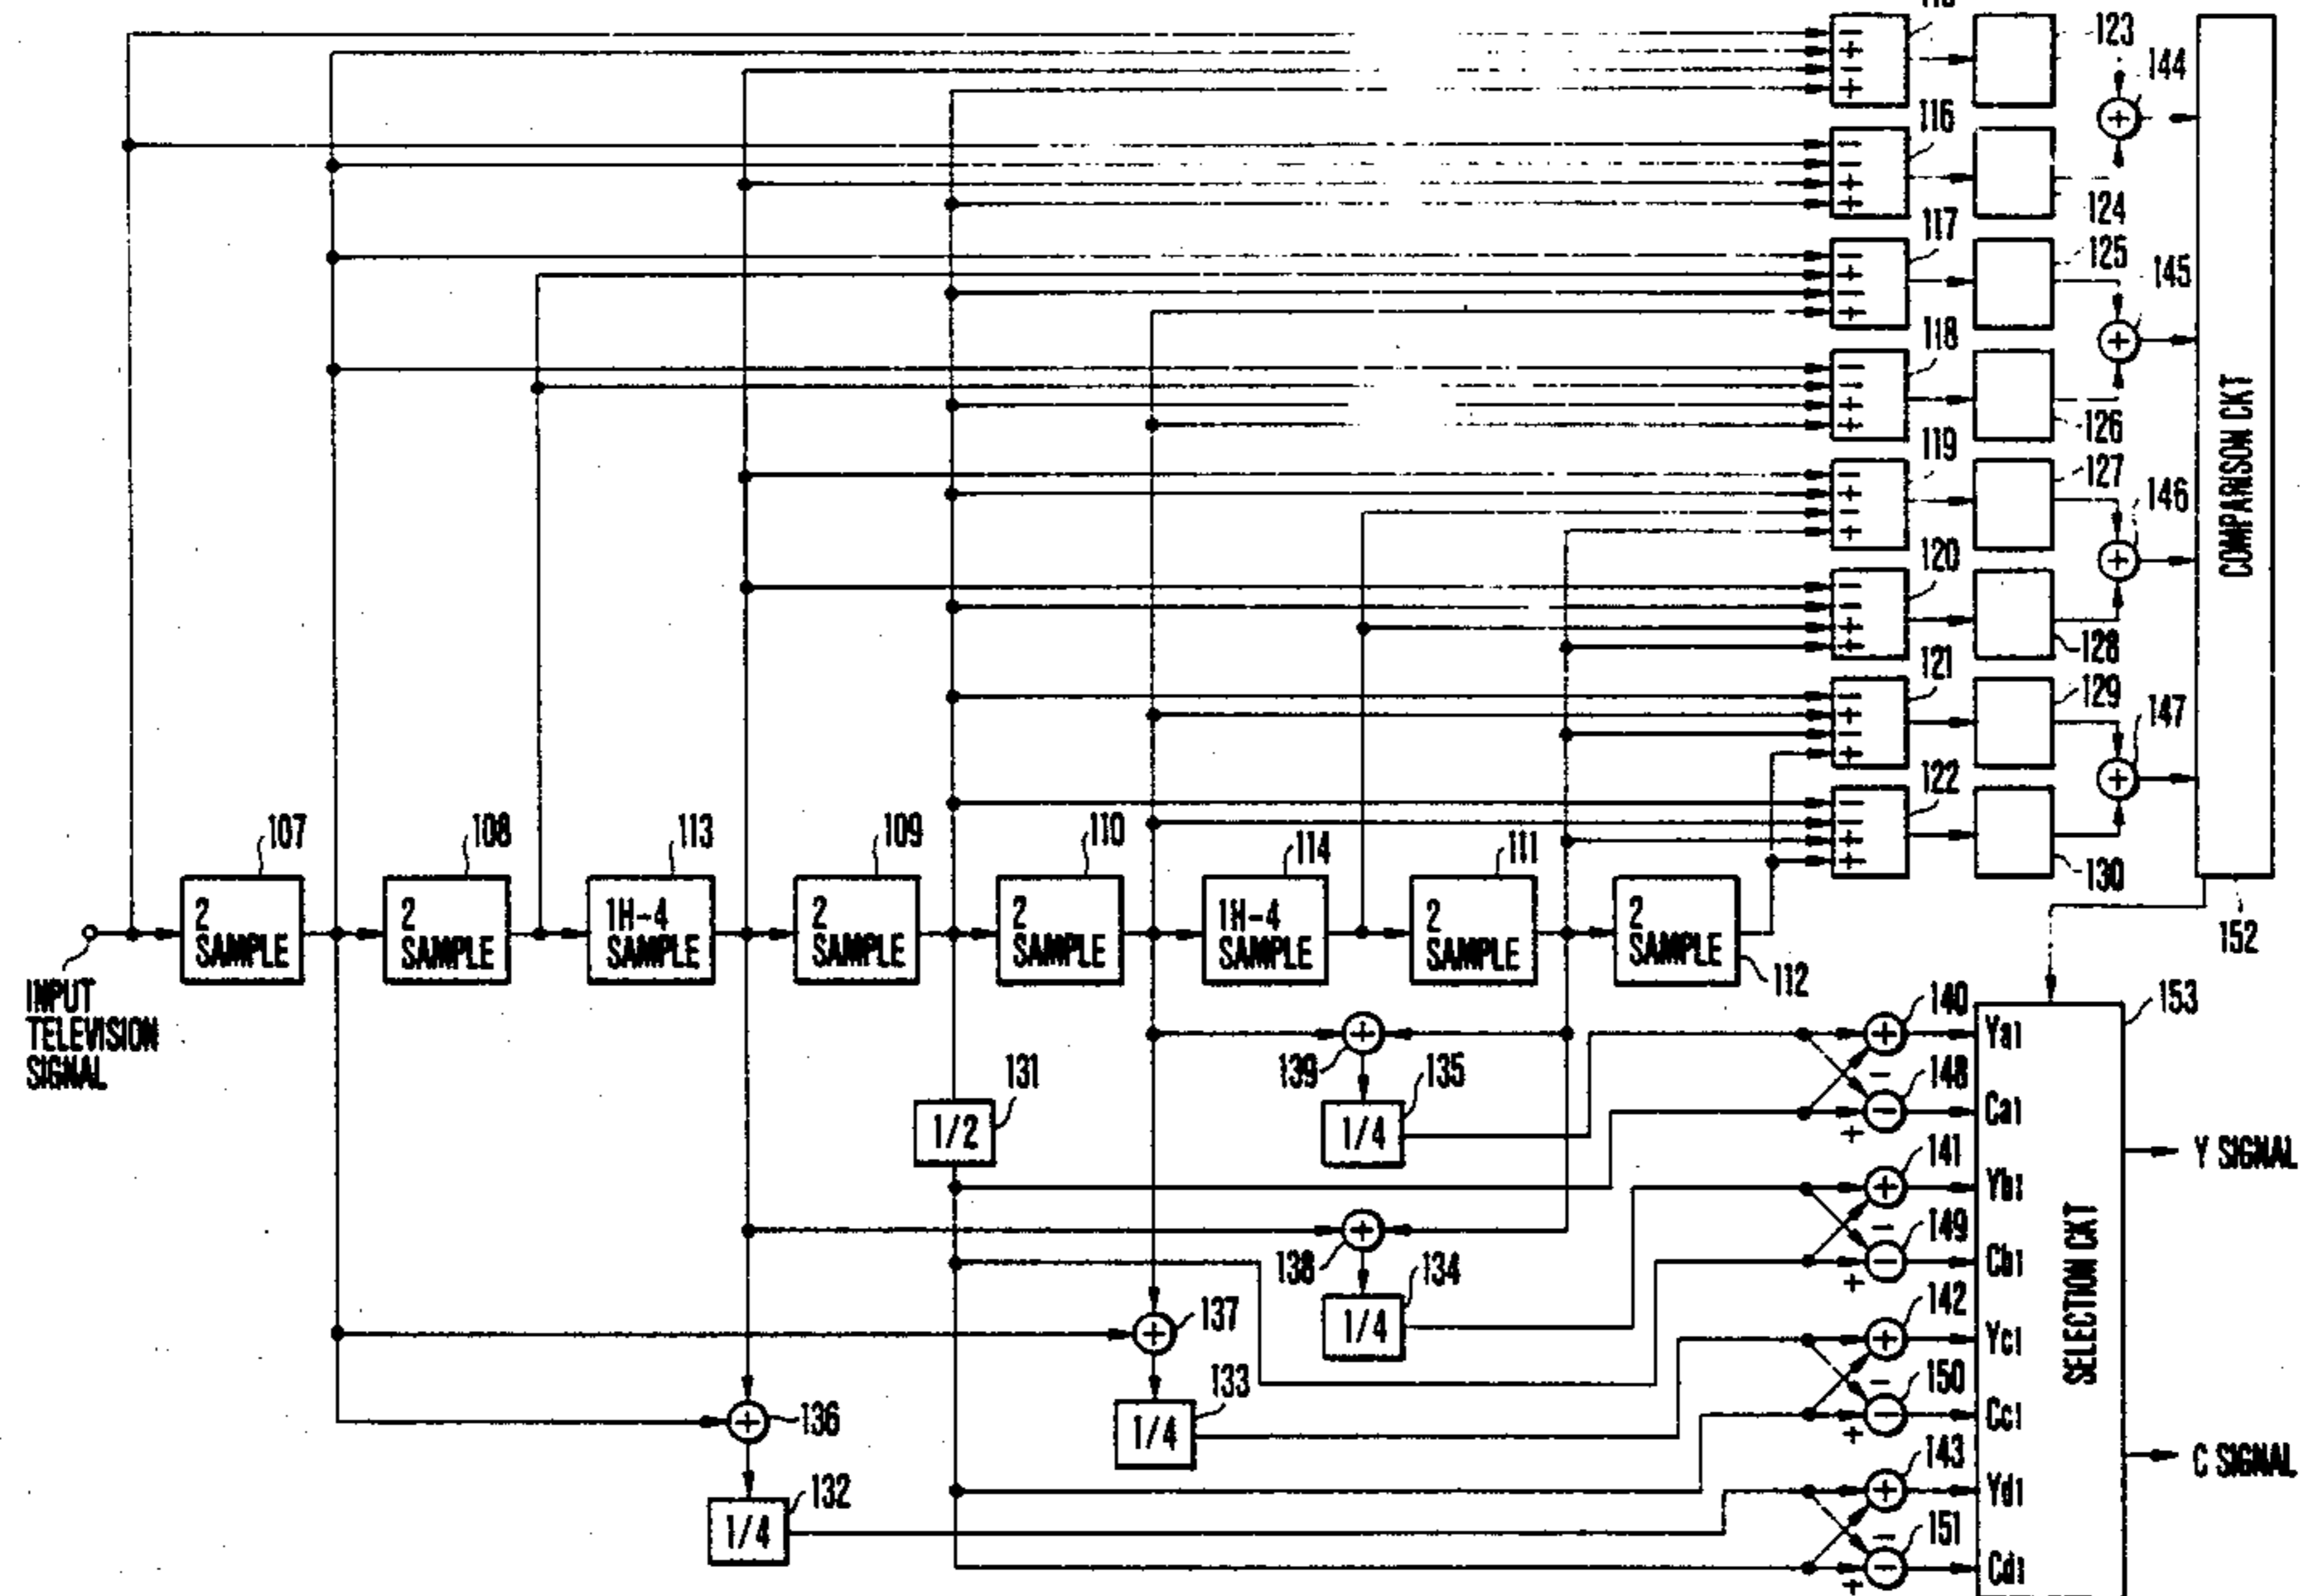 123
144
116
124
117
125
145
118
126
119
127
146
120
128
121
129
147
122
130
COMPARISON CKT
152
107
108
113
109
110
114
111
112
2
SAMPLE
2
SAMPLE
1H-4
SAMPLE
2
SAMPLE
2
SAMPLE
1H-4
SAMPLE
2
SAMPLE
2
SAMPLE
INPUT
TELEVISION
SIGNAL
− + − +
− − + +
− + − +
− − + +
− + − +
− − + +
− + − +
− − + +
+
+
+
+
139
135
1/4
131
1/2
138
134
1/4
137
133
1/4
136
132
1/4
+
+
+
+
140
148
141
149
142
150
143
151
+
−
−
+
+
−
−
+
+
−
−
+
+
−
−
+
153
Ya1
Ca1
Yb1
Cb1
Yc1
Cc1
Yd1
Cd1
SELECTION CKT
Y SIGNAL
C SIGNAL